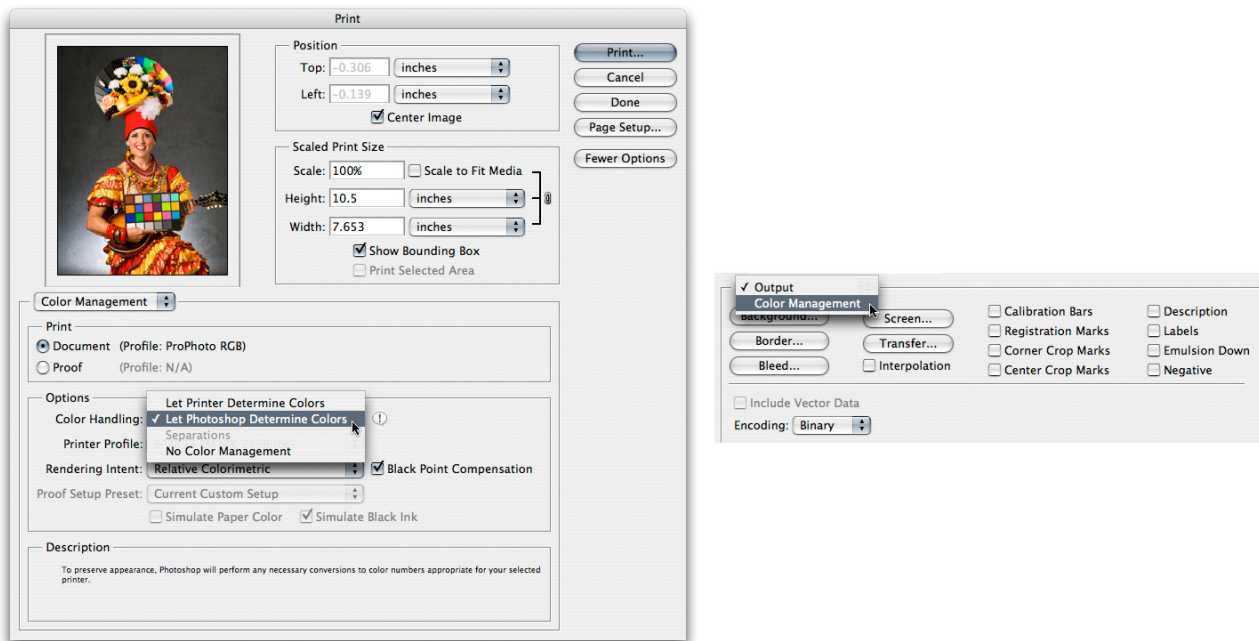 Print
Position
Top: -0.306 inches
Left: -0.139 inches
Center Image
Scaled Print Size
Scale: 100% Scale to Fit Media
Height: 10.5 inches
Width: 7.653 inches
Show Bounding Box
Print Selected Area
Print...
Cancel
Done
Page Setup...
Fewer Options
Color Management
Print
Document (Profile: ProPhoto RGB)
Proof (Profile: N/A)
Options
Color Handling:
Let Printer Determine Colors
✓ Let Photoshop Determine Colors
Separations
No Color Management
Printer Profile:
Rendering Intent: Relative Colorimetric Black Point Compensation
Proof Setup Preset: Current Custom Setup
Simulate Paper Color Simulate Black Ink
Description
To preserve appearance, Photoshop will perform any necessary conversions to color numbers appropriate for your selected
printer.
✓ Output
Color Management
Background...
Border...
Bleed...
Screen...
Transfer...
Interpolation
Calibration Bars
Registration Marks
Corner Crop Marks
Center Crop Marks
Description
Labels
Emulsion Down
Negative
Include Vector Data
Encoding: Binary